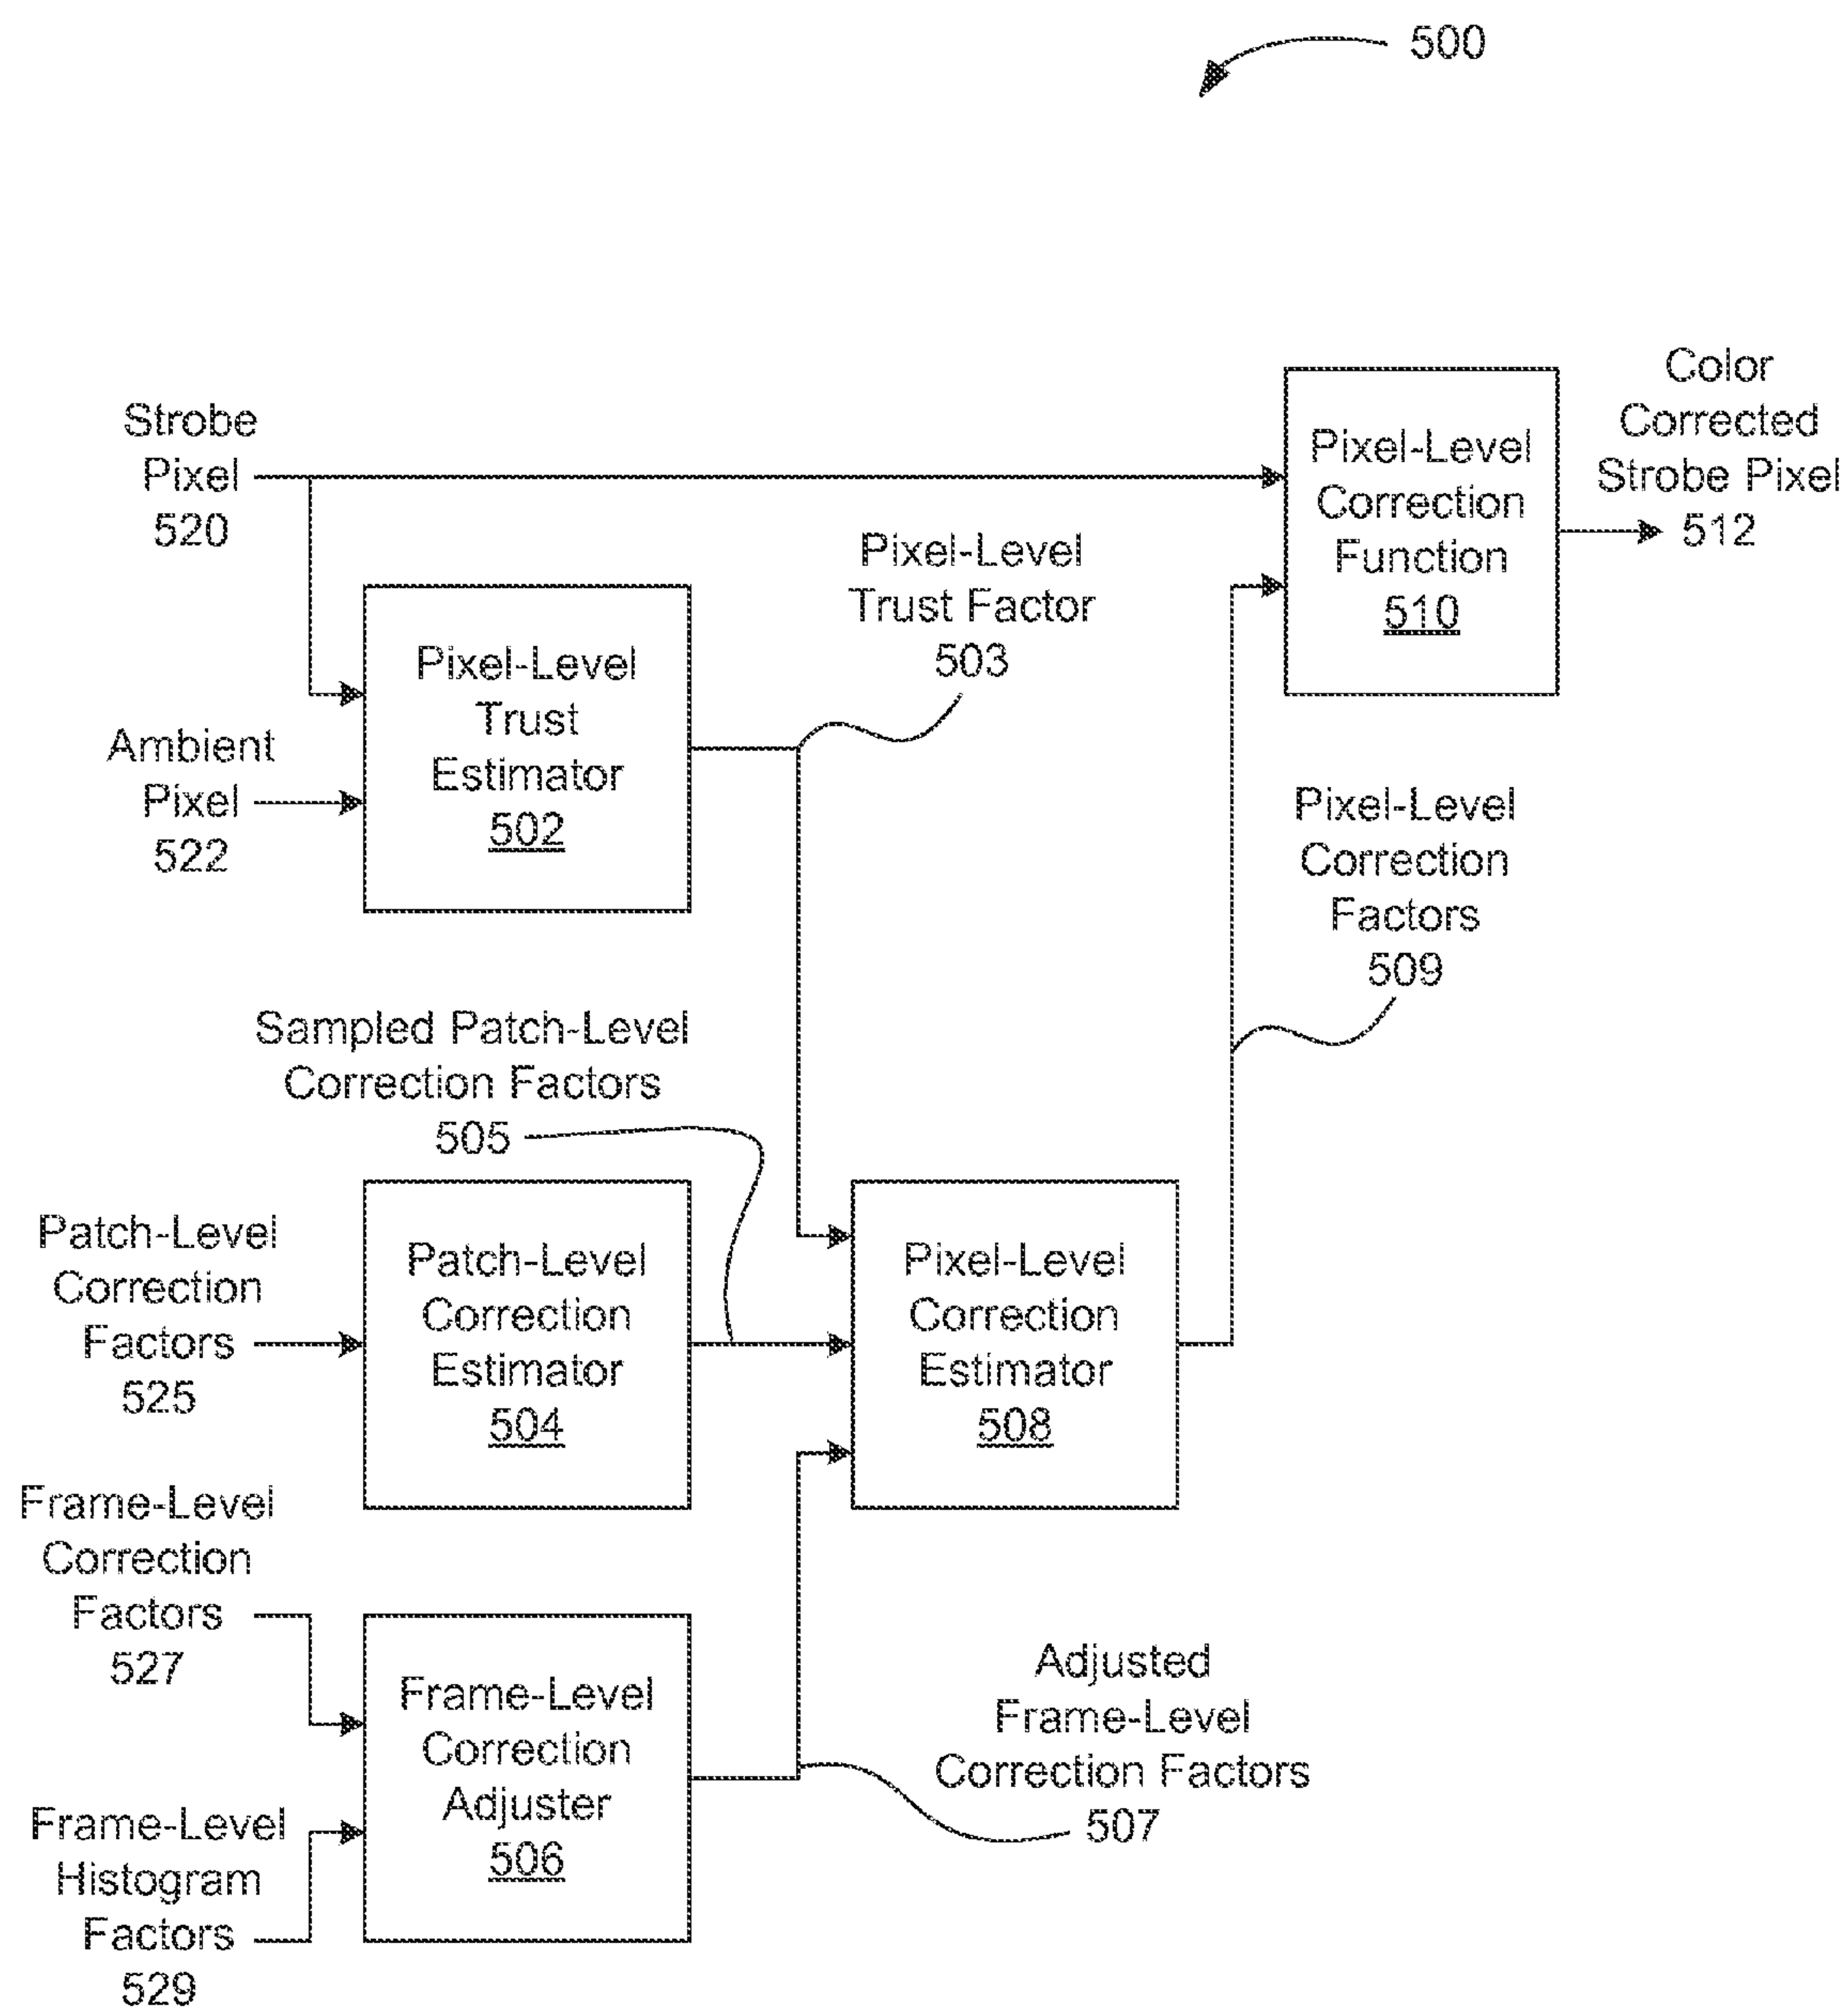 500
Strobe
Pixel
520
Color
Corrected
Strobe Pixel
512
Pixel-Level
Correction
Function
510
Pixel-Level
Trust Factor
503
Pixel-Level
Trust
Estimator
502
Ambient
Pixel
522
Pixel-Level
Correction
Factors
509
Sampled Patch-Level
Correction Factors
505
Patch-Level
Correction
Factors
525
Patch-Level
Correction
Estimator
504
Pixel-Level
Correction
Estimator
508
Frame-Level
Correction
Factors
527
Frame-Level
Correction
Adjuster
506
Adjusted
Frame-Level
Correction Factors
507
Frame-Level
Histogram
Factors
529